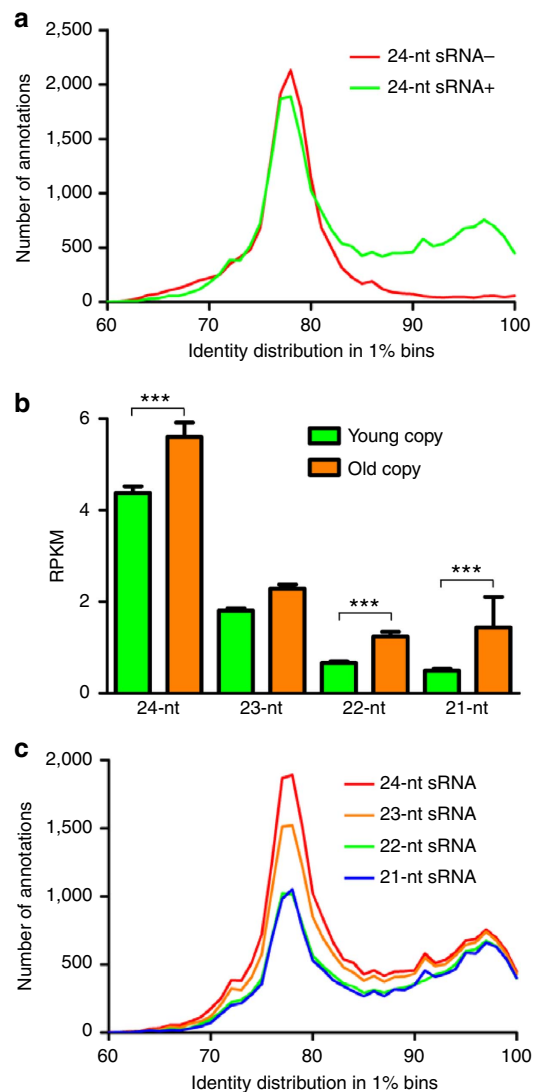 a
2,500
2,000
1,500
1,000
500
0
Number of annotations
24-nt sRNA–
24-nt sRNA+
60 70 80 90 100
Identity distribution in 1% bins
b
6
4
2
0
RPKM
***
***
***
Young copy
Old copy
24-nt 23-nt 22-nt 21-nt
c
2,000
1,500
1,000
500
0
Number of annotations
24-nt sRNA
23-nt sRNA
22-nt sRNA
21-nt sRNA
60 70 80 90 100
Identity distribution in 1% bins